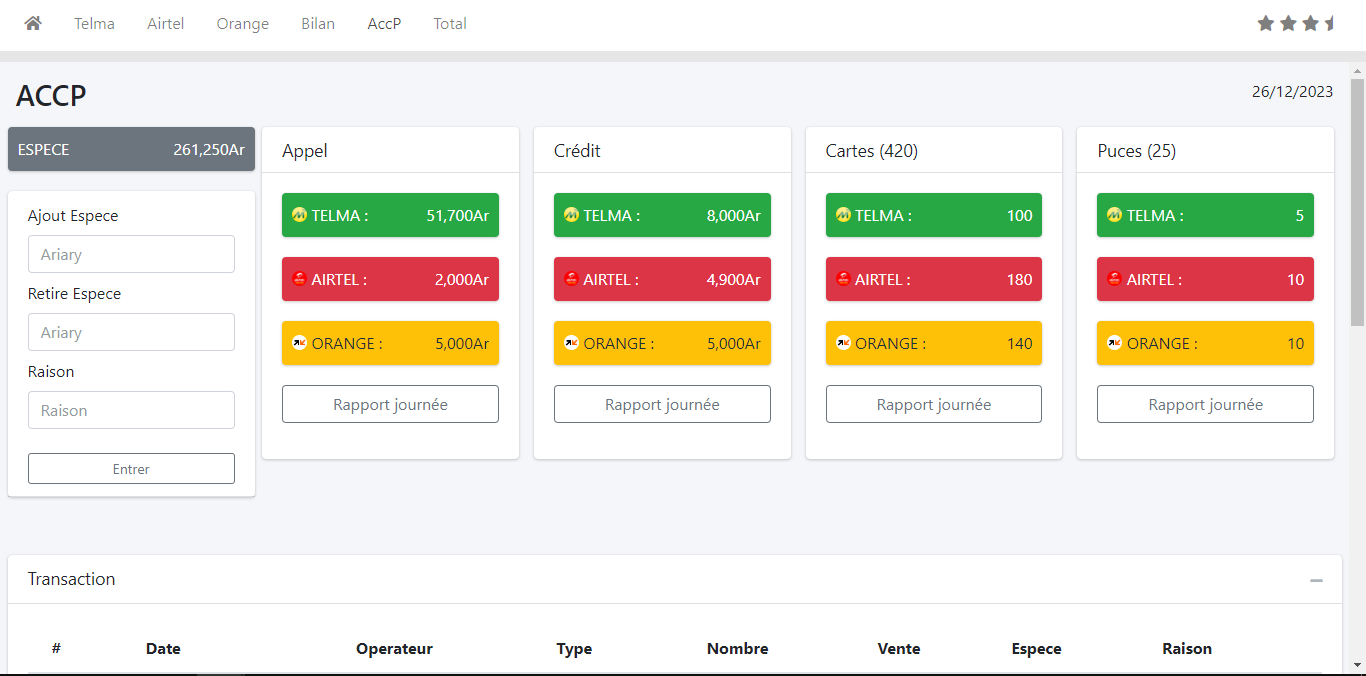 Telma Airtel Orange Bilan AccP Total
ACCP
26/12/2023
ESPECE 261,250Ar
Ajout Espece
Ariary
Retire Espece
Ariary
Raison
Raison
Entrer
Appel
TELMA : 51,700Ar
AIRTEL : 2,000Ar
ORANGE : 5,000Ar
Rapport journée
Crédit
TELMA : 8,000Ar
AIRTEL : 4,900Ar
ORANGE : 5,000Ar
Rapport journée
Cartes (420)
TELMA : 100
AIRTEL : 180
ORANGE : 140
Rapport journée
Puces (25)
TELMA : 5
AIRTEL : 10
ORANGE : 10
Rapport journée
Transaction
# Date Operateur Type Nombre Vente Espece Raison